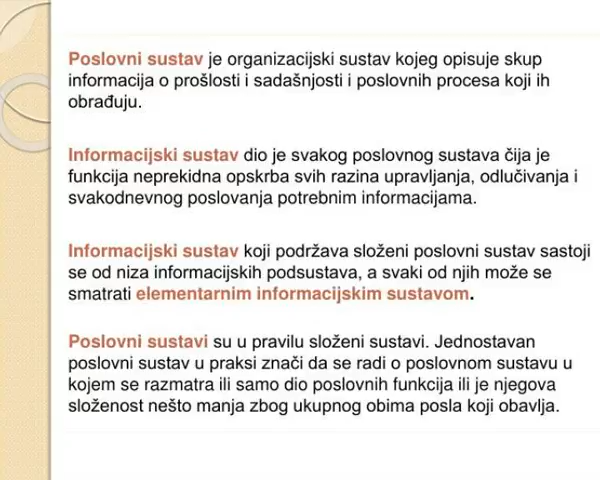 Poslovni sustav je organizacijski sustav kojeg opisuje skup
informacija o prošlosti i sadašnjosti i poslovnih procesa koji ih
obrađuju.
Informacijski sustav dio je svakog poslovnog sustava čija je
funkcija neprekidna opskrba svih razina upravljanja, odlučivanja i
svakodnevnog poslovanja potrebnim informacijama.
Informacijski sustav koji podržava složeni poslovni sustav sastoji
se od niza informacijskih podsustava, a svaki od njih može se
smatrati elementarnim informacijskim sustavom.
Poslovni sustavi su u pravilu složeni sustavi. Jednostavan
poslovni sustav u praksi znači da se radi o poslovnom sustavu u
kojem se razmatra ili samo dio poslovnih funkcija ili je njegova
složenost nešto manja zbog ukupnog obima posla koji obavlja.